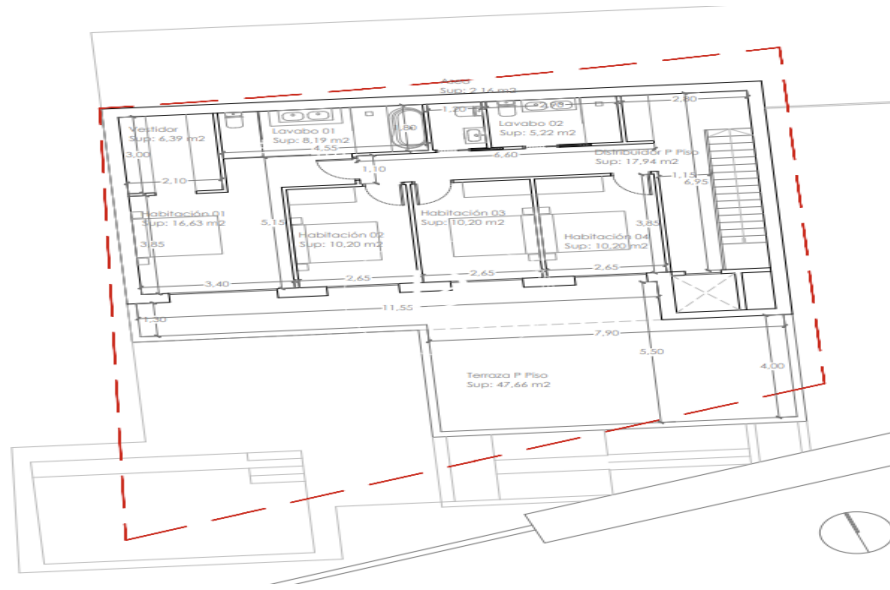 Aseo
Sup: 2,16 m2
2,80
1,20
2,95
Vestidor
Sup: 6,39 m2
Lavabo 01
Sup: 8,19 m2
1,80
Lavabo 02
Sup: 5,22 m2
3,00
4,55
6,60
Distribuidor P Piso
Sup: 17,94 m2
1,10
2,10
1,15
6,95
Habitación 01
Sup: 16,63 m2
5,15
Habitación 02
Sup: 10,20 m2
Habitación 03
Sup: 10,20 m2
Habitación 04
Sup: 10,20 m2
3,85
3,85
3,40
2,65
2,65
2,65
11,55
1,30
7,90
5,50
4,00
Terraza P Piso
Sup: 47,66 m2